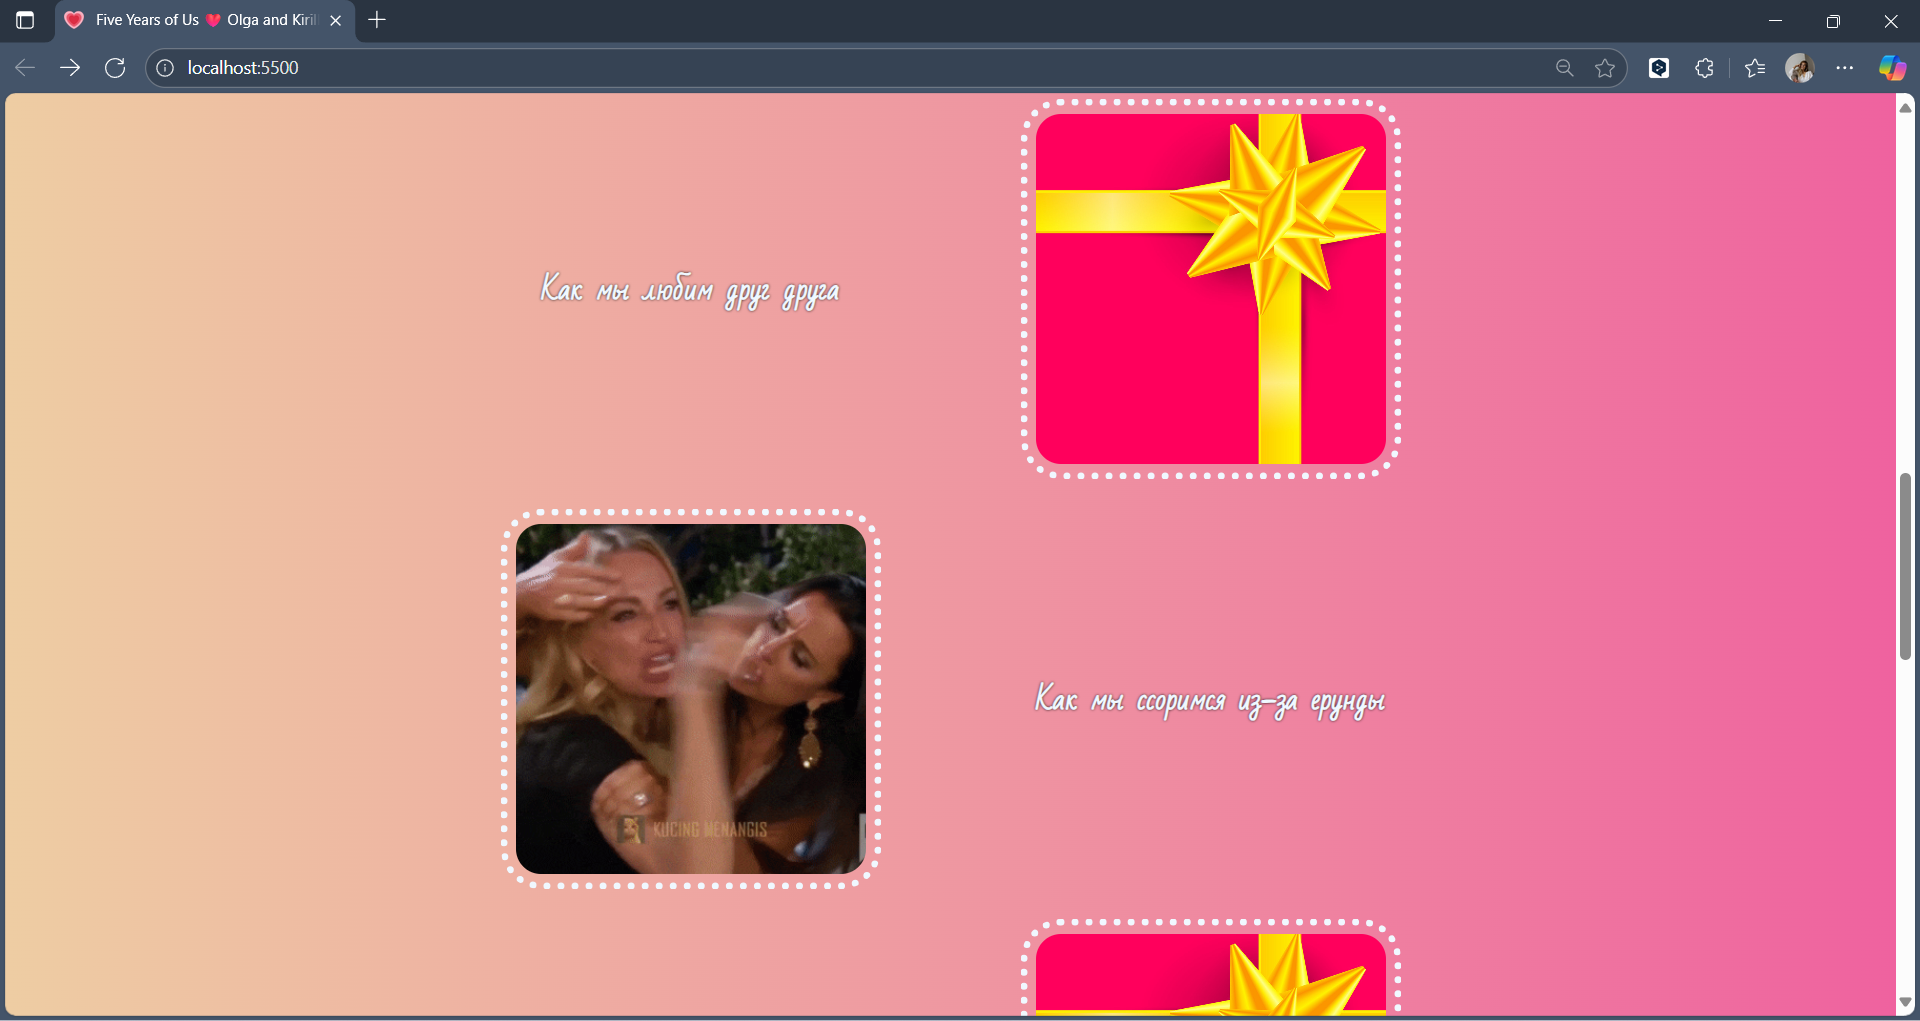 Five Years of Us ❤ Olga and Kiril
localhost:5500
Как мы любим друг друга
Как мы ссоримся из-за ерунды
KUCING MENANGIS